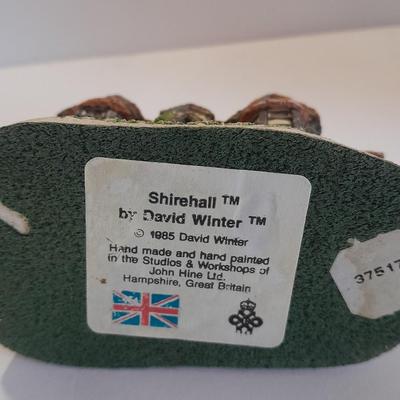 Shirehall ™
by David Winter ™
© 1985 David Winter
Hand made and hand painted
in the Studios & Workshops of
John Hine Ltd.
Hampshire, Great Britain
37517